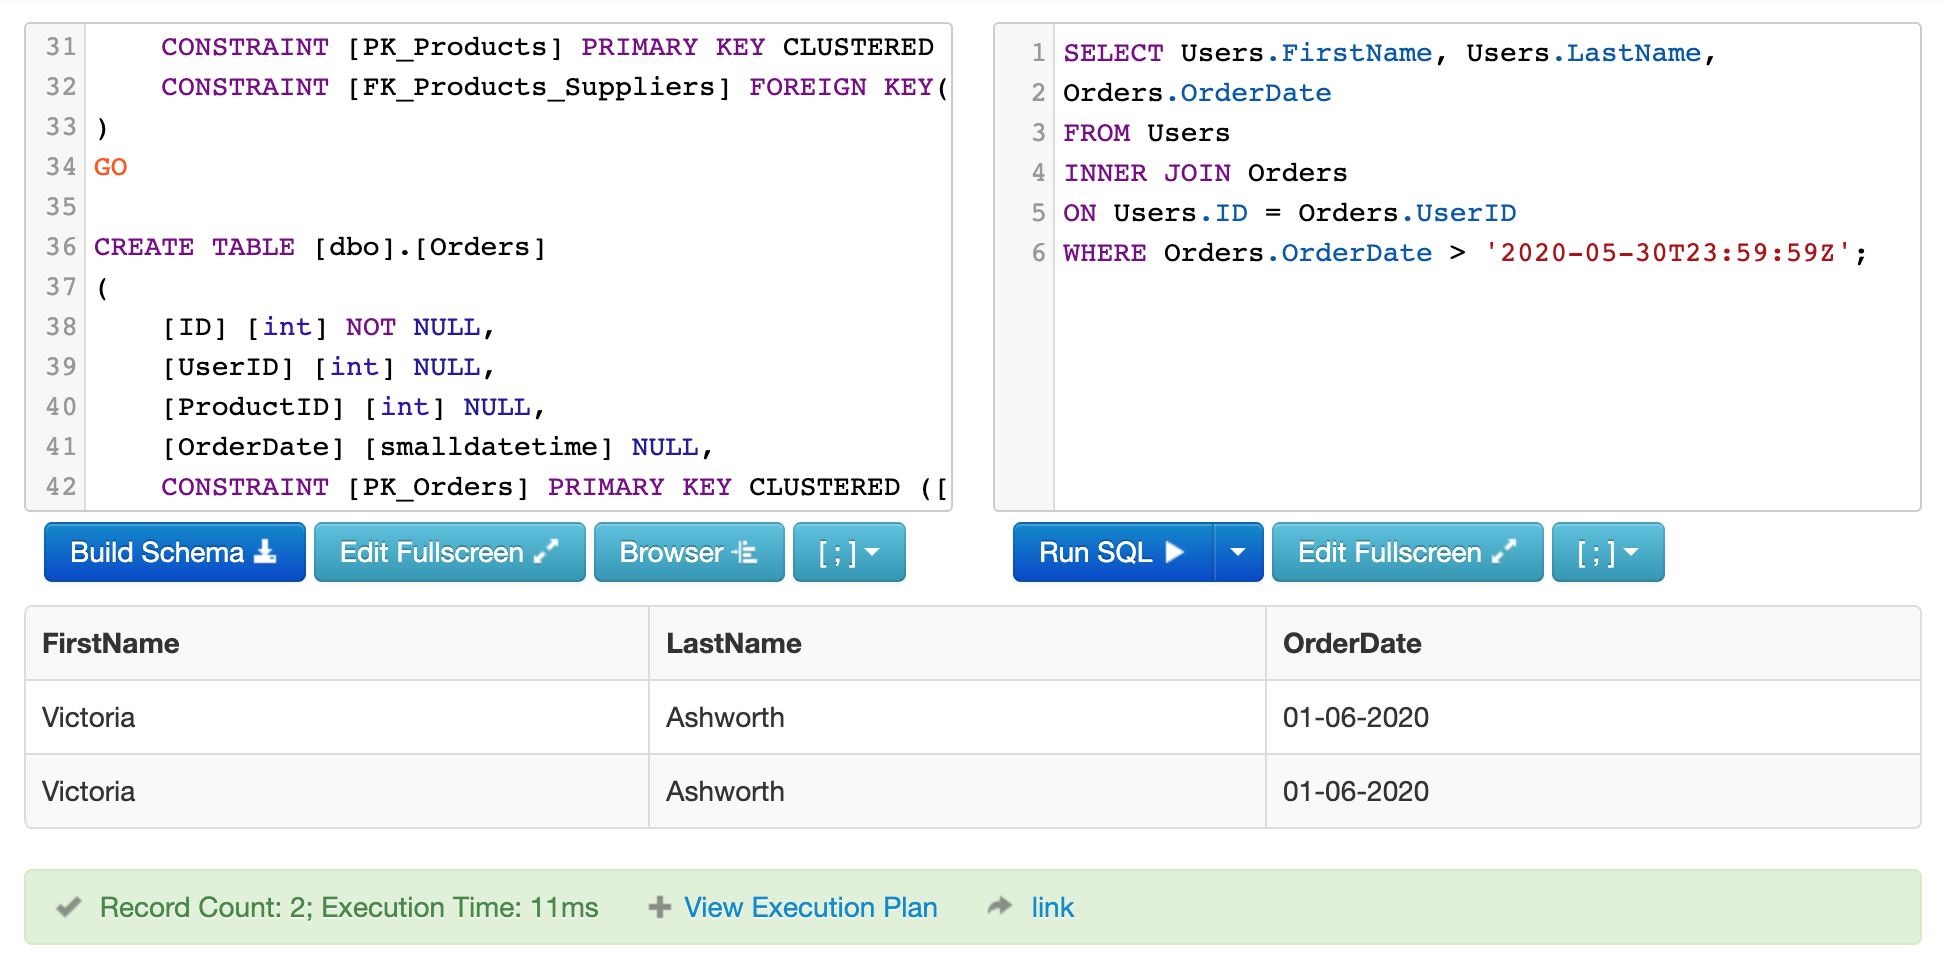 31     CONSTRAINT [PK_Products] PRIMARY KEY CLUSTERED
32     CONSTRAINT [FK_Products_Suppliers] FOREIGN KEY(
33 )
34 GO
35
36 CREATE TABLE [dbo].[Orders]
37 (
38     [ID] [int] NOT NULL,
39     [UserID] [int] NULL,
40     [ProductID] [int] NULL,
41     [OrderDate] [smalldatetime] NULL,
42     CONSTRAINT [PK_Orders] PRIMARY KEY CLUSTERED ([
1 SELECT Users.FirstName, Users.LastName,
2 Orders.OrderDate
3 FROM Users
4 INNER JOIN Orders
5 ON Users.ID = Orders.UserID
6 WHERE Orders.OrderDate > '2020-05-30T23:59:59Z';
Build Schema Edit Fullscreen Browser [ ; ] Run SQL Edit Fullscreen [ ; ]
FirstName LastName OrderDate
Victoria Ashworth 01-06-2020
Victoria Ashworth 01-06-2020
Record Count: 2; Execution Time: 11ms View Execution Plan link